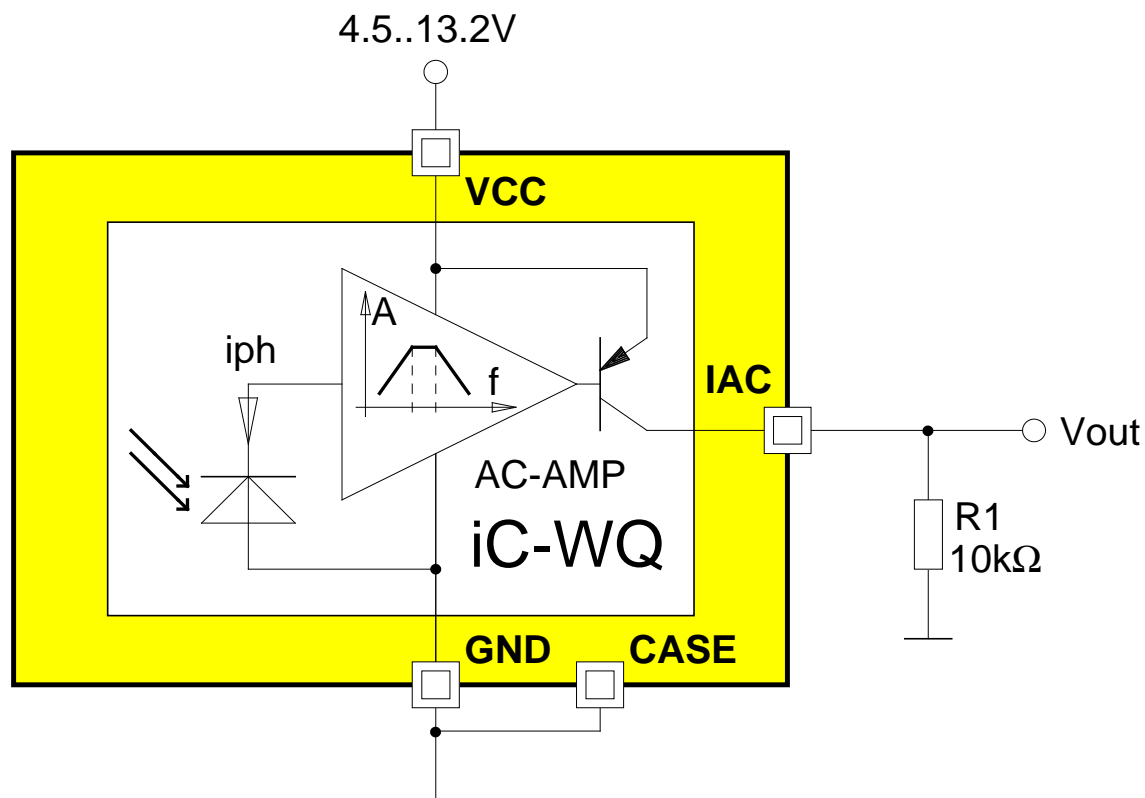 4.5..13.2V
VCC
A
iph
f
IAC
Vout
AC-AMP
iC-WQ
R1
10kΩ
GND
CASE